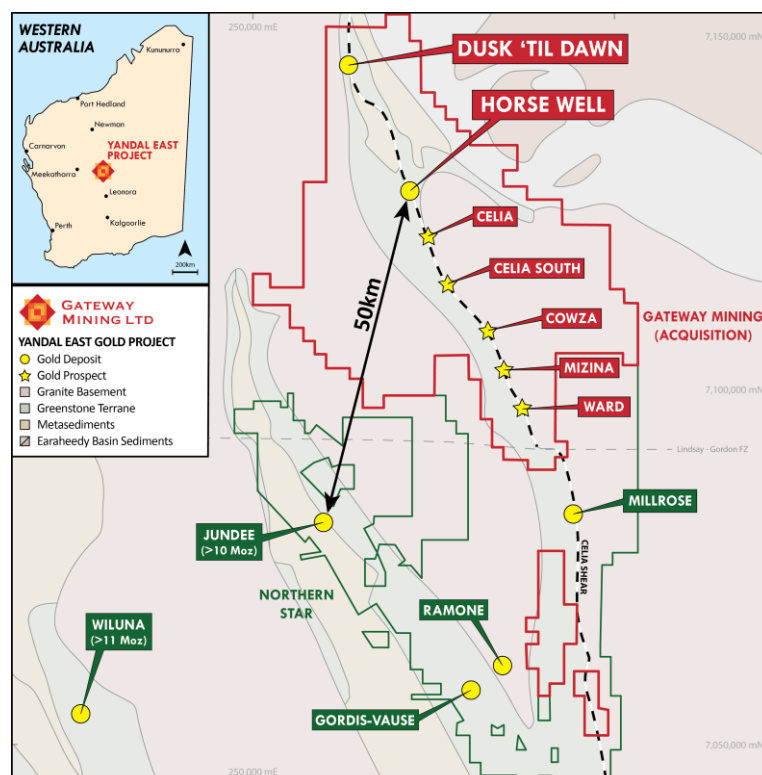 WESTERN
AUSTRALIA
Kununurra
Port Hedland
Newman
Carnarvon
YANDAL EAST
PROJECT
Meekatharra
Leonora
Kalgoorlie
Perth
200km
GATEWAY
MINING LTD
YANDAL EAST GOLD PROJECT
Gold Deposit
Gold Prospect
Granite Basement
Greenstone Terrane
Metasediments
Earaheedy Basin Sediments
250,000 mE
7,150,000 mN
DUSK ‘TIL DAWN
HORSE WELL
CELIA
CELIA SOUTH
COWZA
GATEWAY MINING
(ACQUISITION)
MIZINA
7,100,000 mN
WARD
50km
Lindsay - Gordon FZ
MILLROSE
JUNDEE
(>10 Moz)
CELIA SHEAR
NORTHERN
STAR
RAMONE
WILUNA
(>11 Moz)
GORDIS-VAUSE
7,050,000 mN
250,000 mE